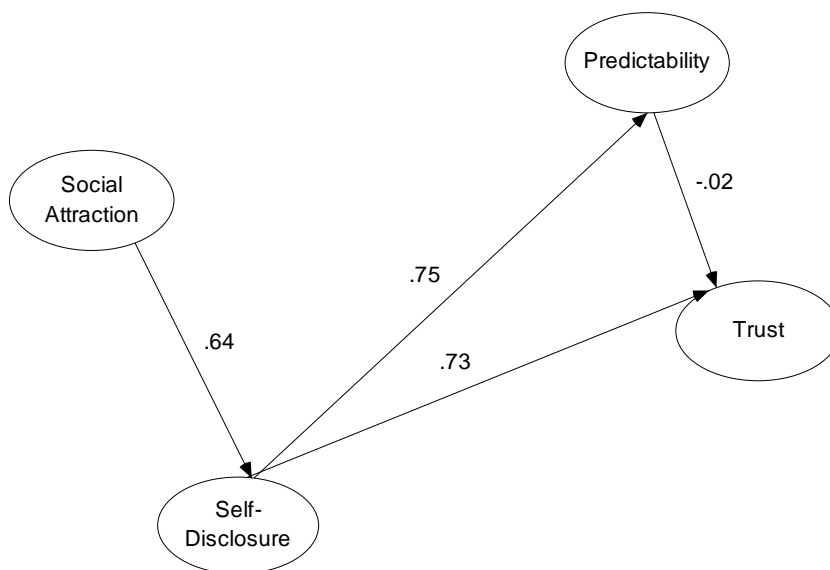 Predictability
Social
Attraction
-.02
.75
Trust
.64
.73
Self-
Disclosure